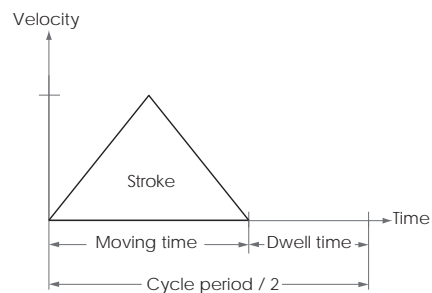 Velocity
Stroke
Time
Moving time
Dwell time
Cycle period / 2